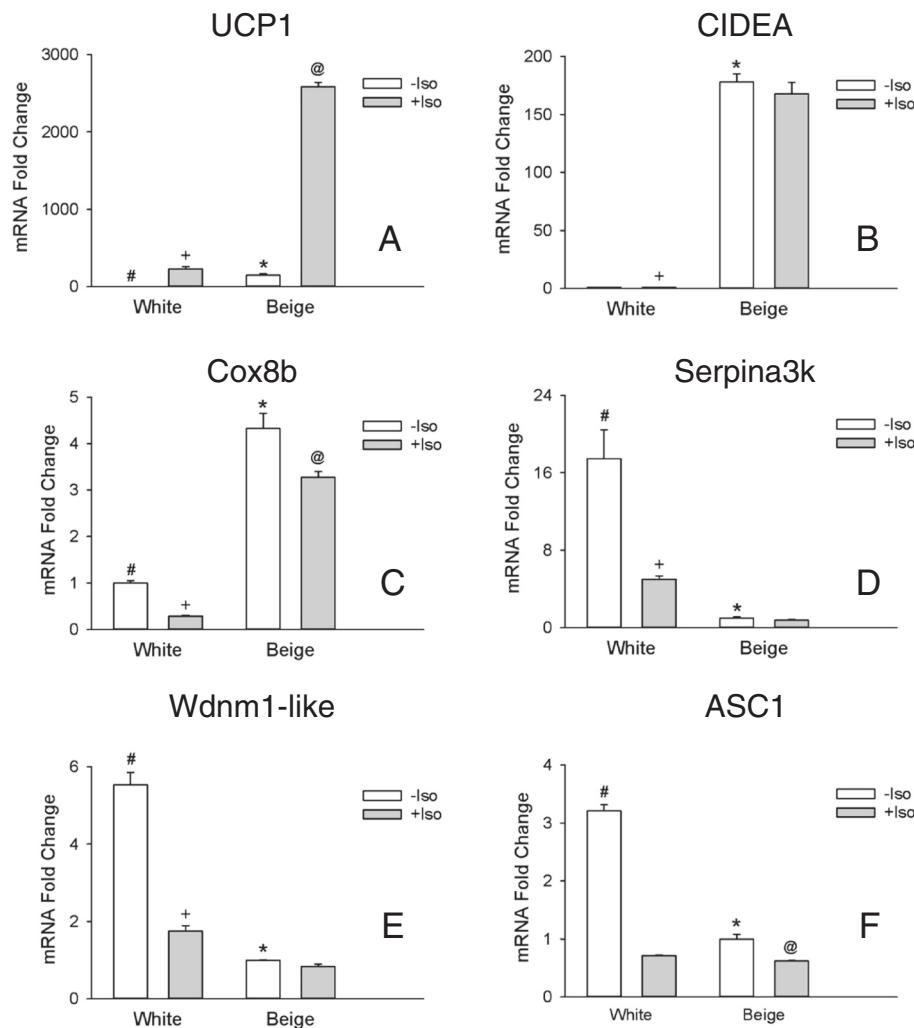 UCP1
mRNA Fold Change
3000
2000
1000
0
#
+
*
@
-Iso
+Iso
A
White
Beige
CIDEA
mRNA Fold Change
200
150
100
50
0
+
*
-Iso
+Iso
B
White
Beige
Cox8b
mRNA Fold Change
5
4
3
2
1
0
#
+
*
@
-Iso
+Iso
C
White
Beige
Serpina3k
mRNA Fold Change
24
16
8
0
#
+
*
-Iso
+Iso
D
White
Beige
Wdnm1-like
mRNA Fold Change
6
4
2
0
#
+
*
-Iso
+Iso
E
White
Beige
ASC1
mRNA Fold Change
4
3
2
1
0
#
*
@
-Iso
+Iso
F
White
Beige